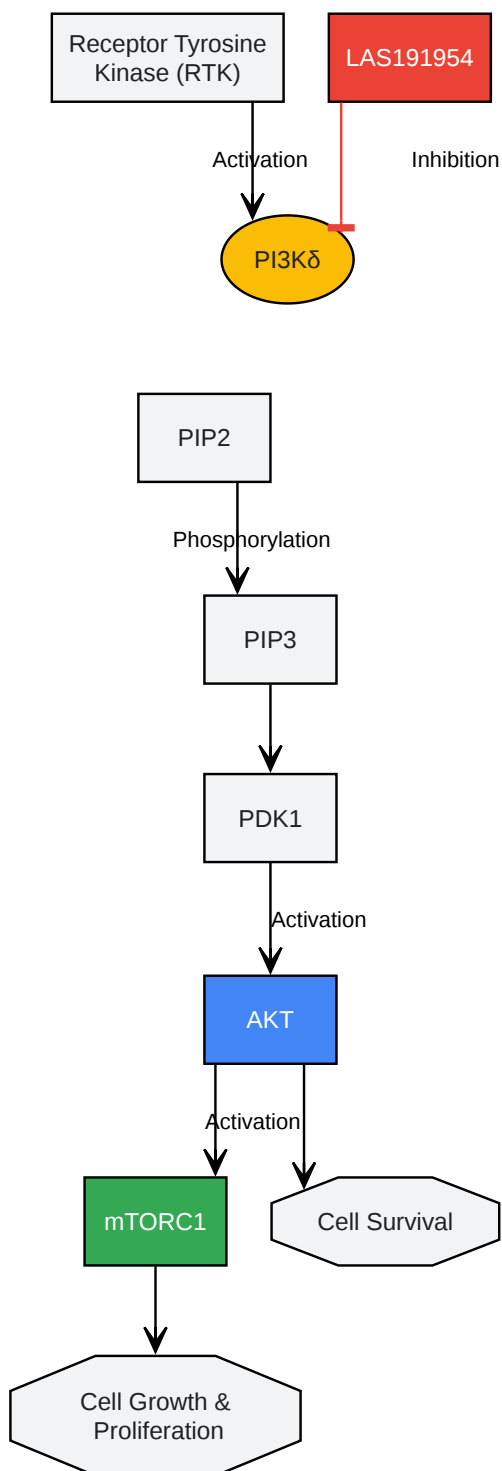 Receptor Tyrosine
Kinase (RTK)
LAS191954
Activation
Inhibition
PI3Kδ
PIP2
Phosphorylation
PIP3
PDK1
Activation
AKT
Activation
mTORC1
Cell Survival
Cell Growth &
Proliferation